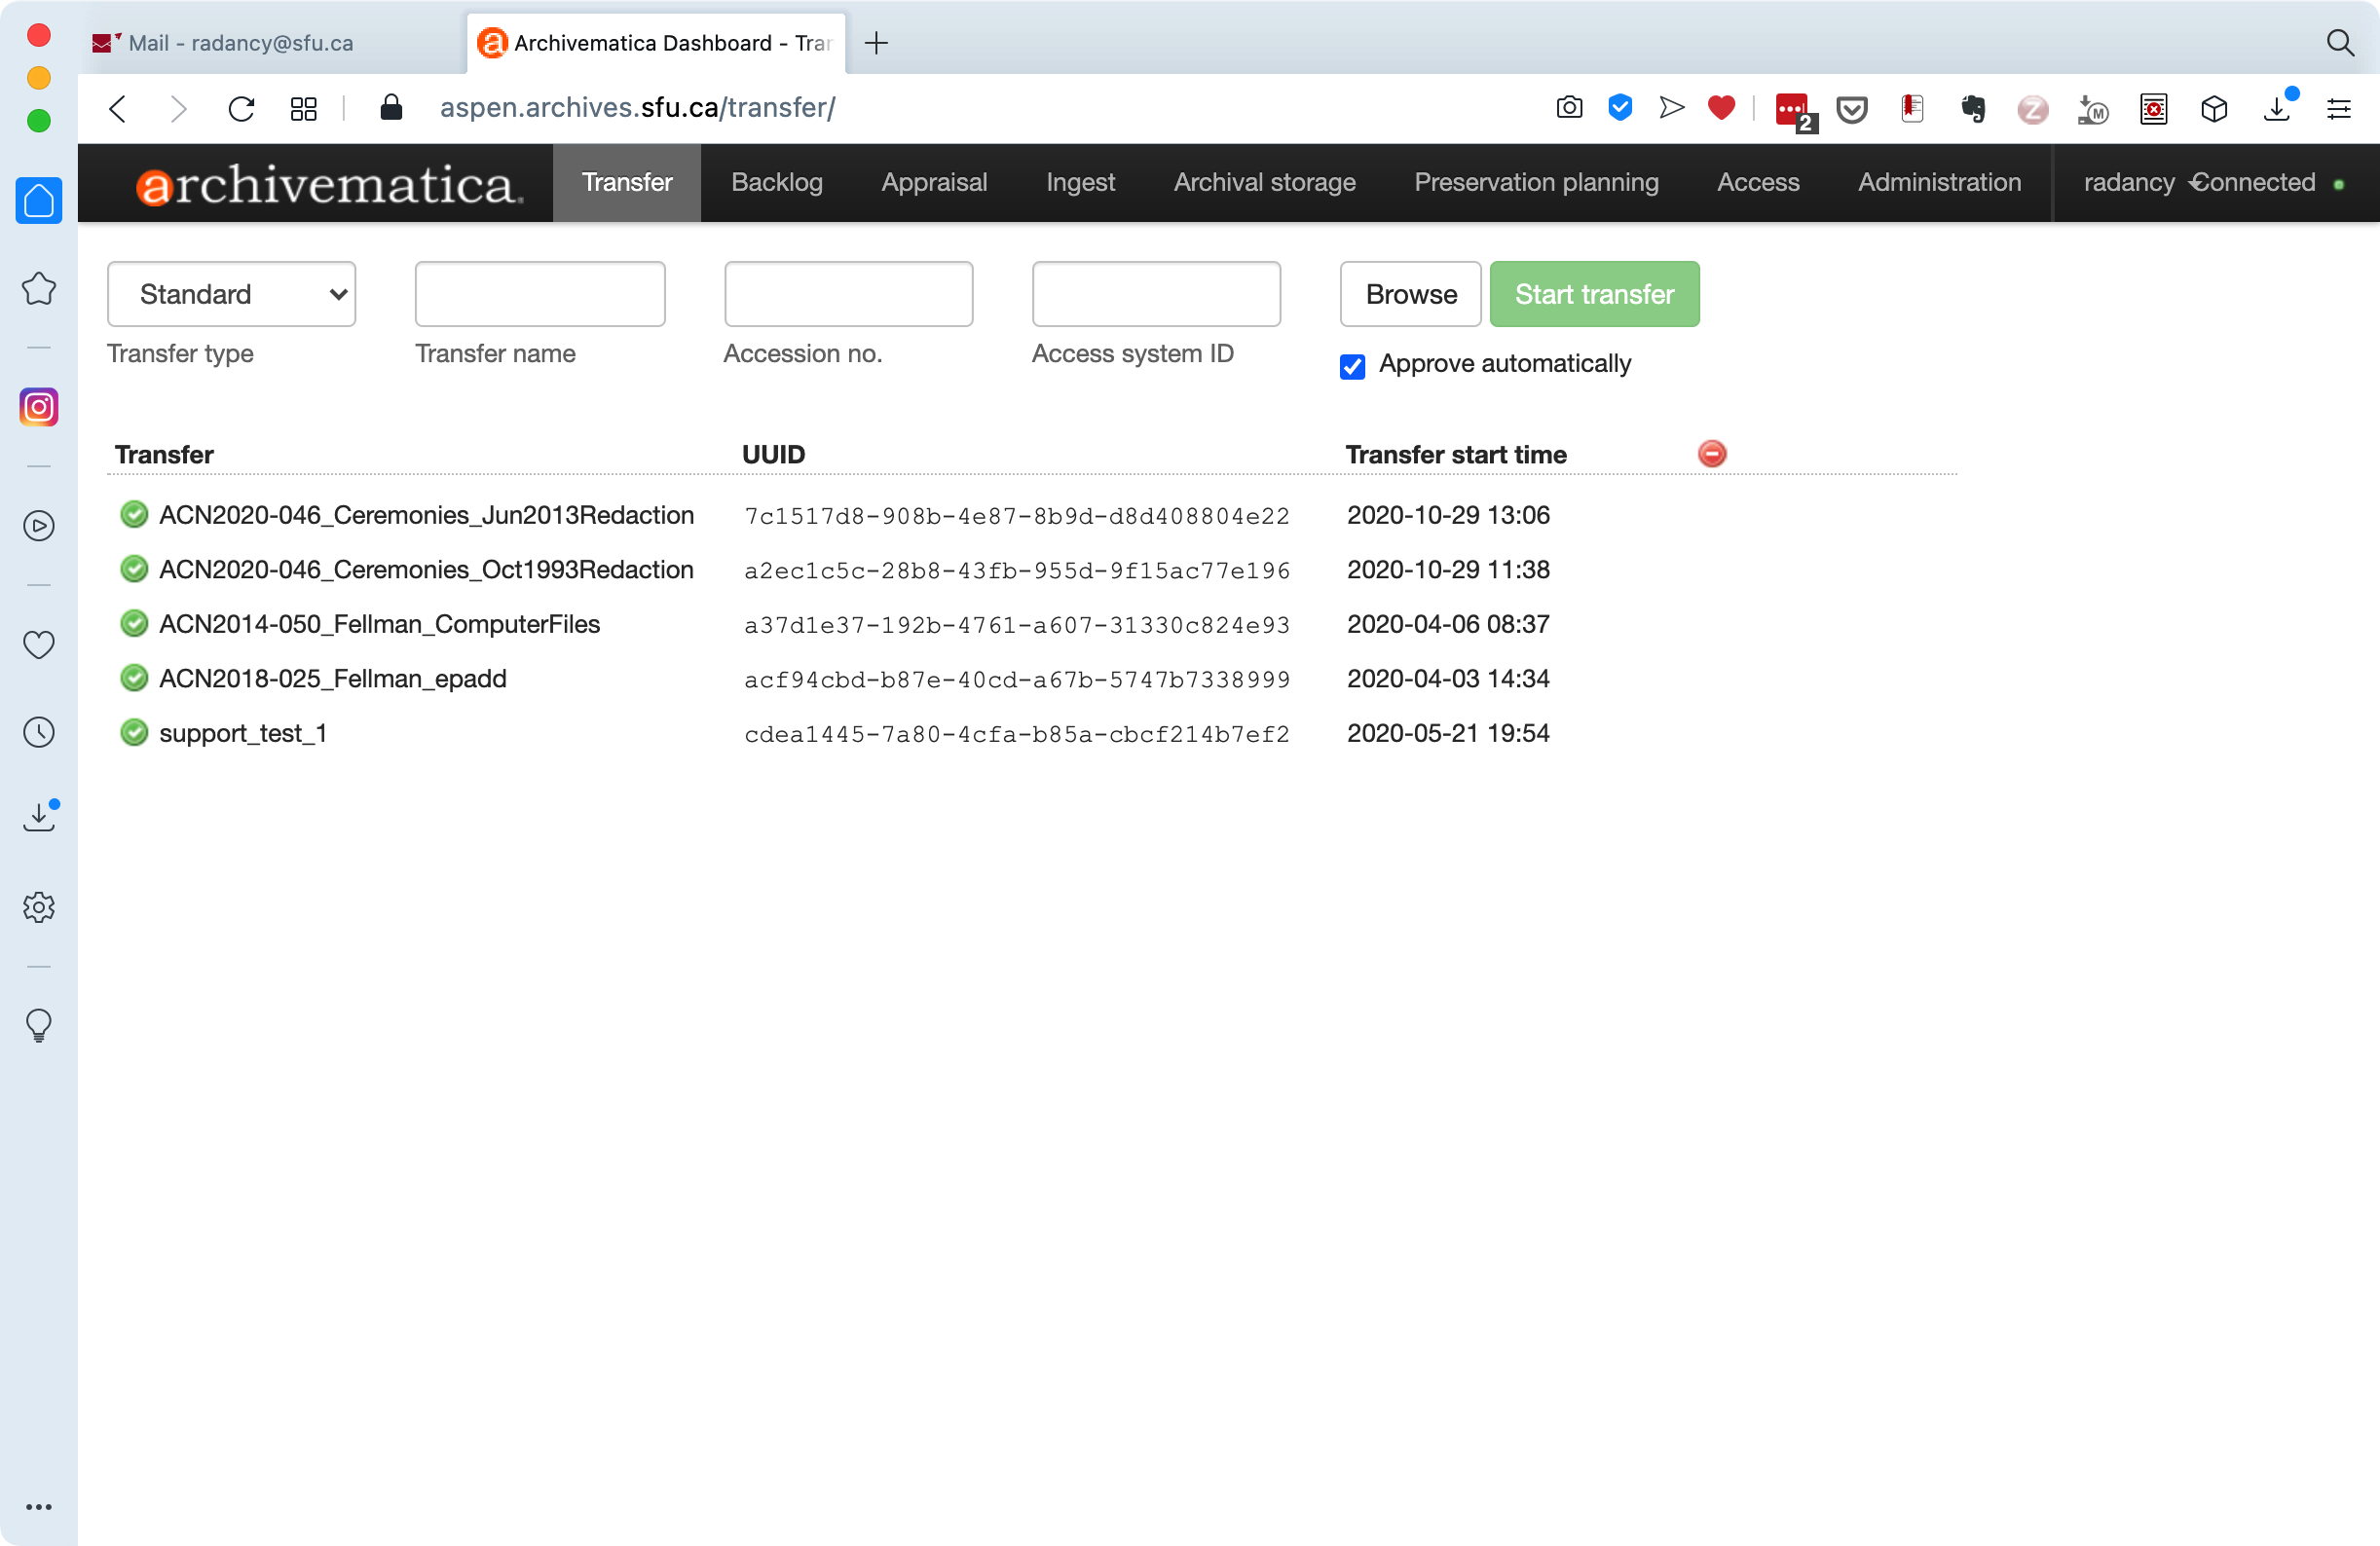 Mail - radancy@sfu.ca
Archivematica Dashboard - Tran
aspen.archives.sfu.ca/transfer/
2
Z
M
archivematica
Transfer Backlog Appraisal Ingest Archival storage Preservation planning Access Administration radancy Connected
Standard Browse Start transfer
Transfer type Transfer name Accession no. Access system ID Approve automatically
Transfer UUID Transfer start time
ACN2020-046_Ceremonies_Jun2013Redaction 7c1517d8-908b-4e87-8b9d-d8d408804e22 2020-10-29 13:06
ACN2020-046_Ceremonies_Oct1993Redaction a2ec1c5c-28b8-43fb-955d-9f15ac77e196 2020-10-29 11:38
ACN2014-050_Fellman_ComputerFiles a37d1e37-192b-4761-a607-31330c824e93 2020-04-06 08:37
ACN2018-025_Fellman_epadd acf94cbd-b87e-40cd-a67b-5747b7338999 2020-04-03 14:34
support_test_1 cdea1445-7a80-4cfa-b85a-cbcf214b7ef2 2020-05-21 19:54